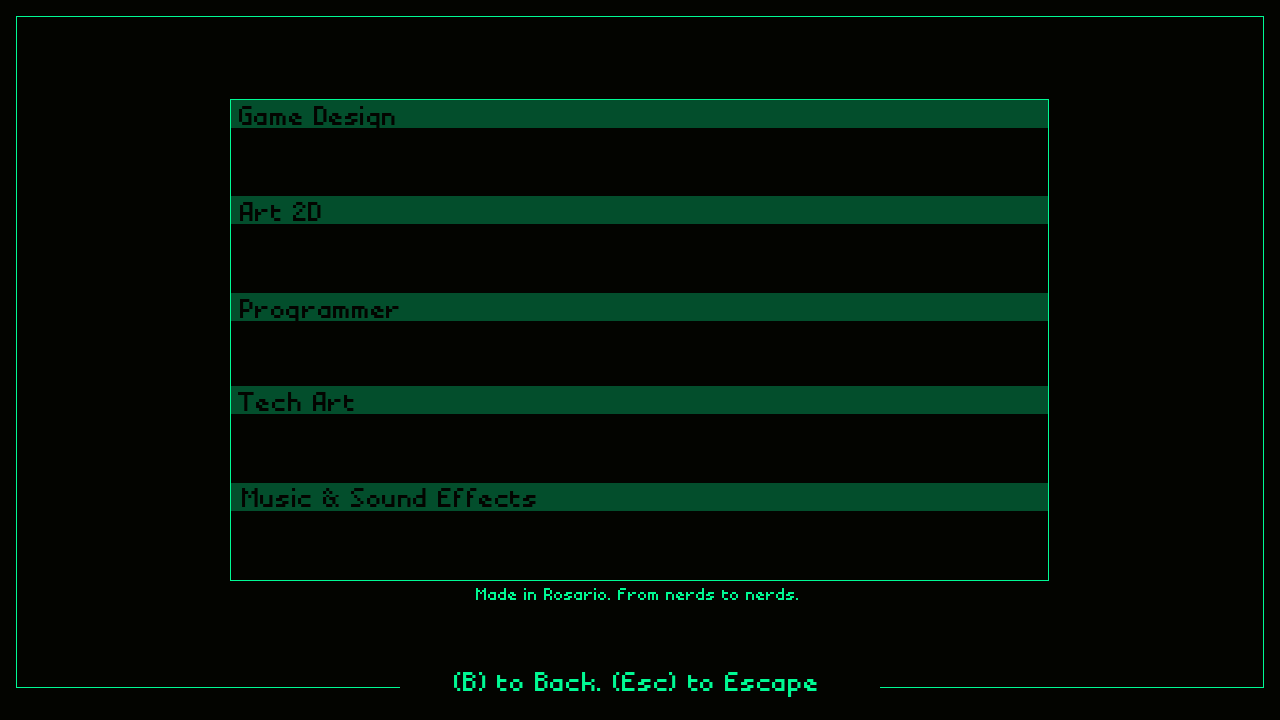 Game Design
Art 2D
Programmer
Tech Art
Music & Sound Effects
Made in Rosario. From nerds to nerds.
(B) to Back. (Esc) to Escape